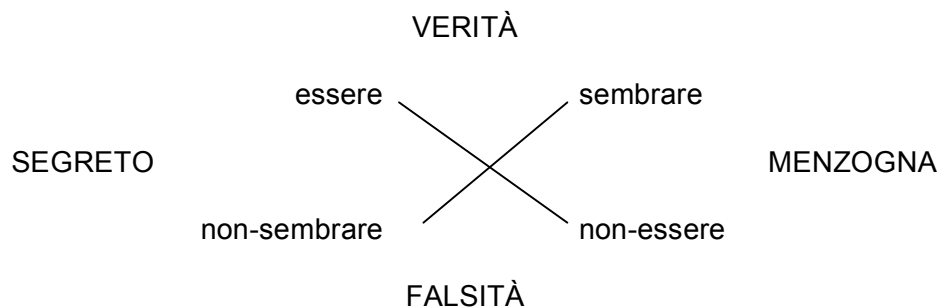 VERITÀ
essere sembrare
SEGRETO MENZOGNA
non-sembrare non-essere
FALSITÀ